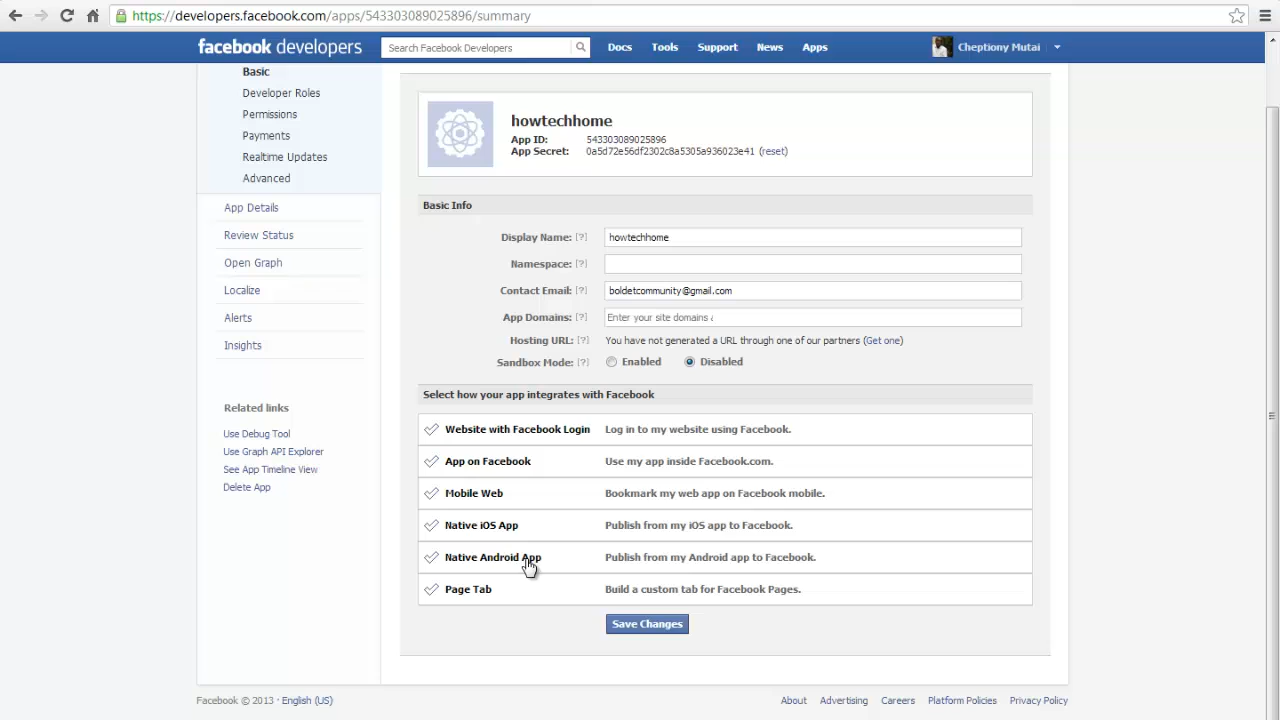 https://developers.facebook.com/apps/543303089025896/summary
facebook developers Search Facebook Developers Docs Tools Support News Apps Cheptiony Mutai
Basic
Developer Roles
Permissions
Payments
Realtime Updates
Advanced
App Details
Review Status
Open Graph
Localize
Alerts
Insights
Related links
Use Debug Tool
Use Graph API Explorer
See App Timeline View
Delete App
howtechhome
App ID: 543303089025896
App Secret: 0a5d72e56df2302c8a5305a936023e41 (reset)
Basic Info
Display Name: [?] howtechhome
Namespace: [?]
Contact Email: [?] boldetcommunity@gmail.com
App Domains: [?] Enter your site domains a
Hosting URL: [?] You have not generated a URL through one of our partners (Get one)
Sandbox Mode: [?] Enabled Disabled
Select how your app integrates with Facebook
Website with Facebook Login Log in to my website using Facebook.
App on Facebook Use my app inside Facebook.com.
Mobile Web Bookmark my web app on Facebook mobile.
Native iOS App Publish from my iOS app to Facebook.
Native Android App Publish from my Android app to Facebook.
Page Tab Build a custom tab for Facebook Pages.
Save Changes
Facebook © 2013 · English (US) About Advertising Careers Platform Policies Privacy Policy